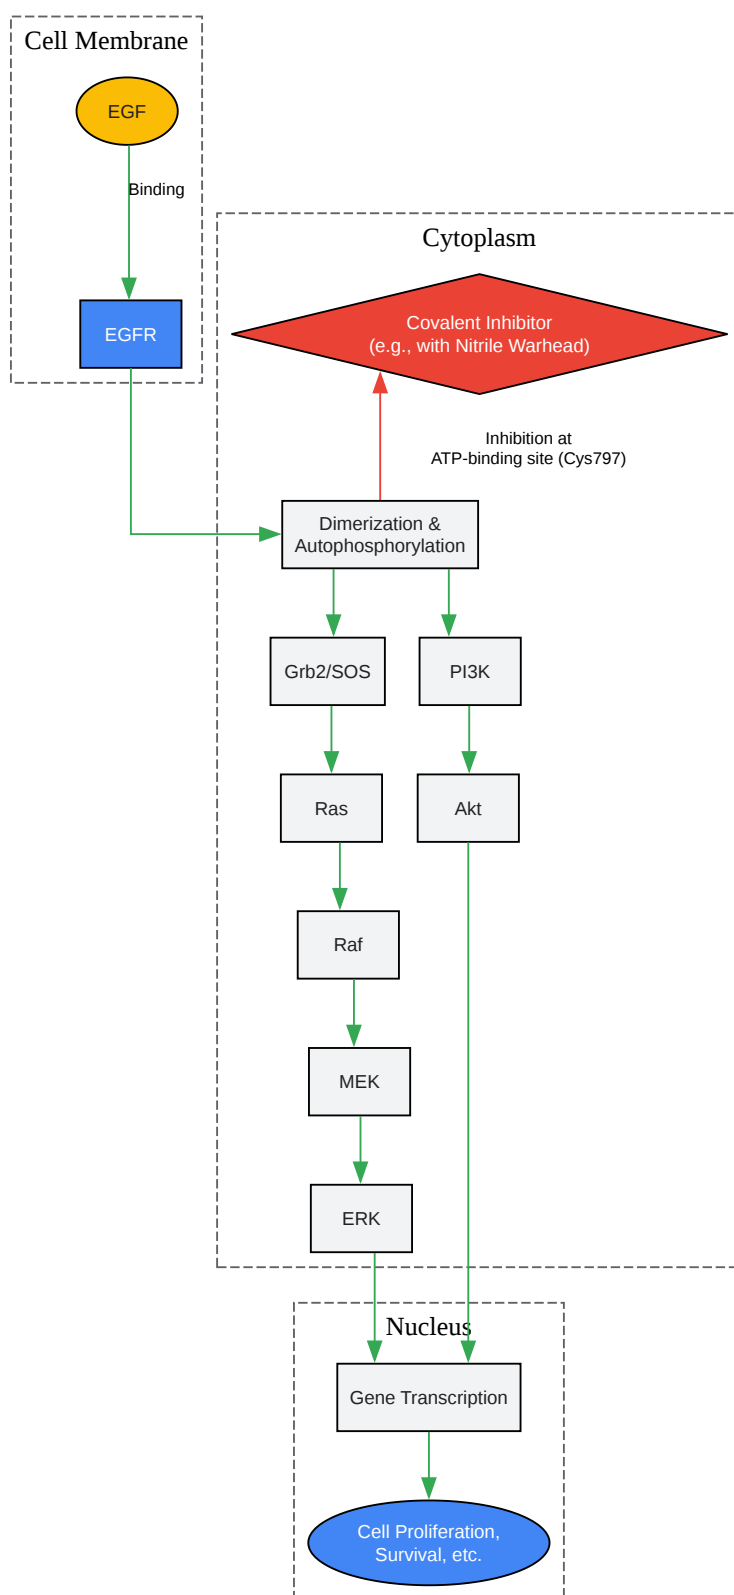 Cell Membrane
EGF
Binding
EGFR
Cytoplasm
Covalent Inhibitor
(e.g., with Nitrile Warhead)
Inhibition at
ATP-binding site (Cys797)
Dimerization &
Autophosphorylation
Grb2/SOS
PI3K
Ras
Akt
Raf
MEK
ERK
Nucleus
Gene Transcription
Cell Proliferation,
Survival, etc.